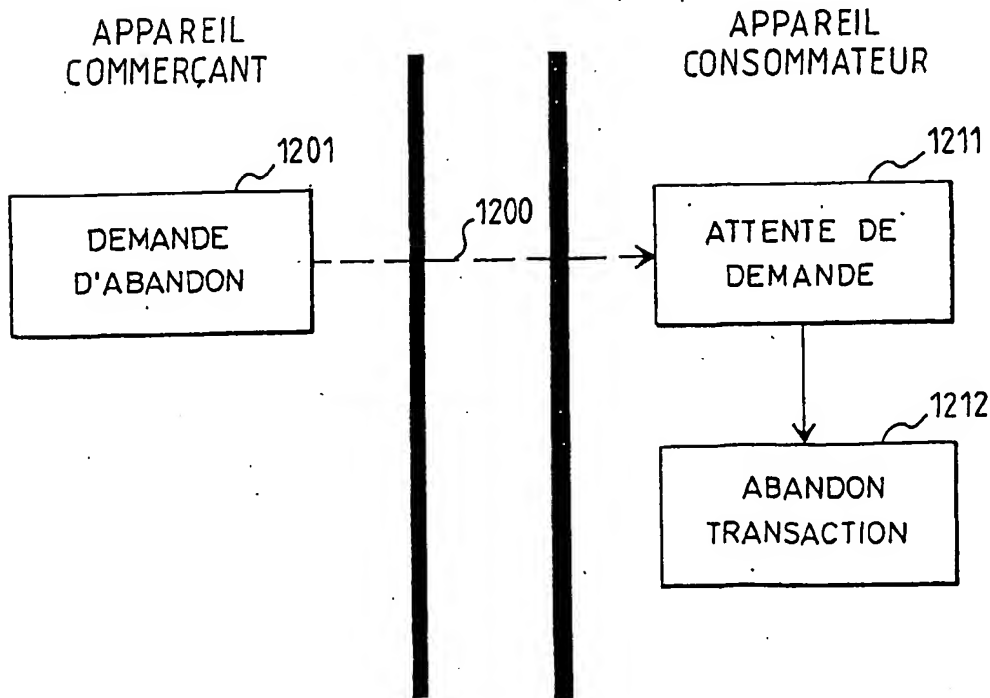 APPAREIL
COMMERÇANT
APPAREIL
CONSOMMATEUR
1201
DEMANDE
D'ABANDON
1200
1211
ATTENTE DE
DEMANDE
1212
ABANDON
TRANSACTION